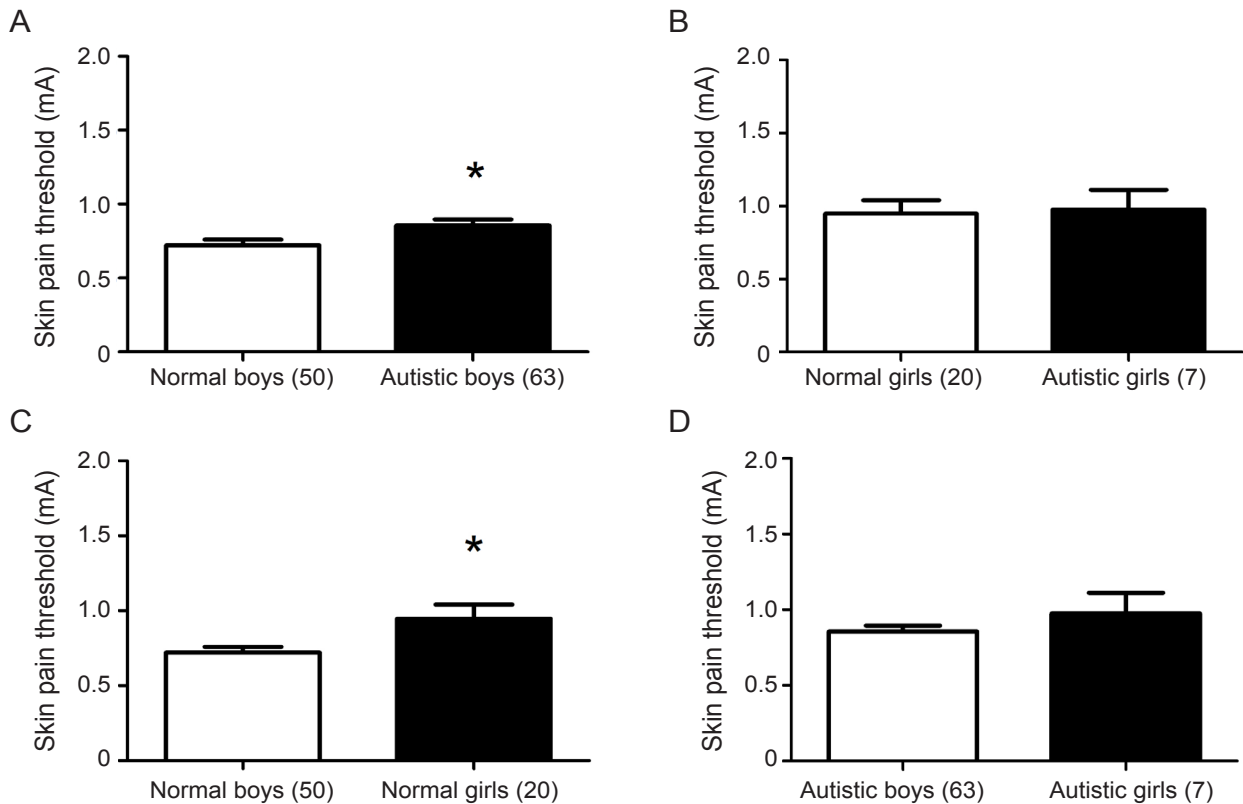 A
Skin pain threshold (mA)
2.0
1.5
1.0
0.5
0
*
Normal boys (50) Autistic boys (63)
B
Skin pain threshold (mA)
2.0
1.5
1.0
0.5
0
Normal girls (20) Autistic girls (7)
C
Skin pain threshold (mA)
2.0
1.5
1.0
0.5
0
*
Normal boys (50) Normal girls (20)
D
Skin pain threshold (mA)
2.0
1.5
1.0
0.5
0
Autistic boys (63) Autistic girls (7)